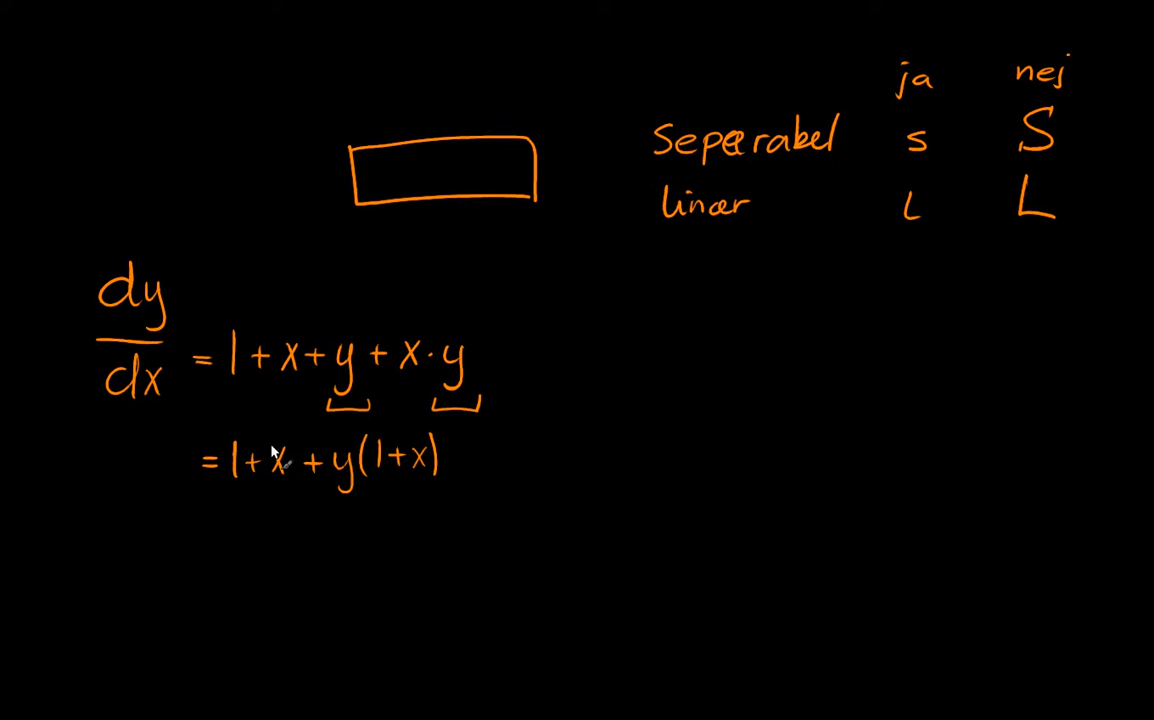 ja nej
Seperabel s S
linær l L
dy/dx = 1 + x + y + x · y
= 1 + x + y(1 + x)